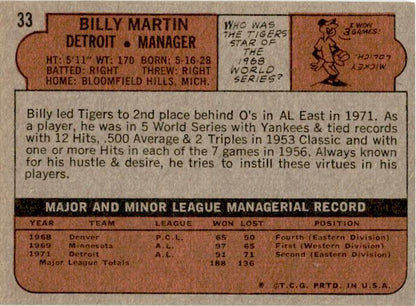 33
BILLY MARTIN
DETROIT • MANAGER
HT: 5'11" WT: 170 BORN: 5-16-28
BATTED: RIGHT THREW: RIGHT
HOME: BLOOMFIELD HILLS, MICH.
WHO WAS
THE TIGERS
STAR OF
THE
1968
WORLD
SERIES?
I WON
3 GAMES!
MICKEY
LOLICH
Billy led Tigers to 2nd place behind O's in AL East in 1971. As
a player, he was in 5 World Series with Yankees & tied records
with 12 Hits, .500 Average & 2 Triples in 1953 Classic and with
one or more Hits in each of the 7 games in 1956. Always known
for his hustle & desire, he tries to instill these virtues in his
players.
MAJOR AND MINOR LEAGUE MANAGERIAL RECORD
YEAR TEAM LEAGUE WON LOST
1968 Denver P.C.L. 65 50 Fourth (Eastern Division)
1969 Minnesota A.L. 97 65 First (Western Division)
1971 Detroit A.L. 91 71 Second (Eastern Division)
Major League Totals 188 136
* ©T.C.G. PRTD. IN U.S.A.